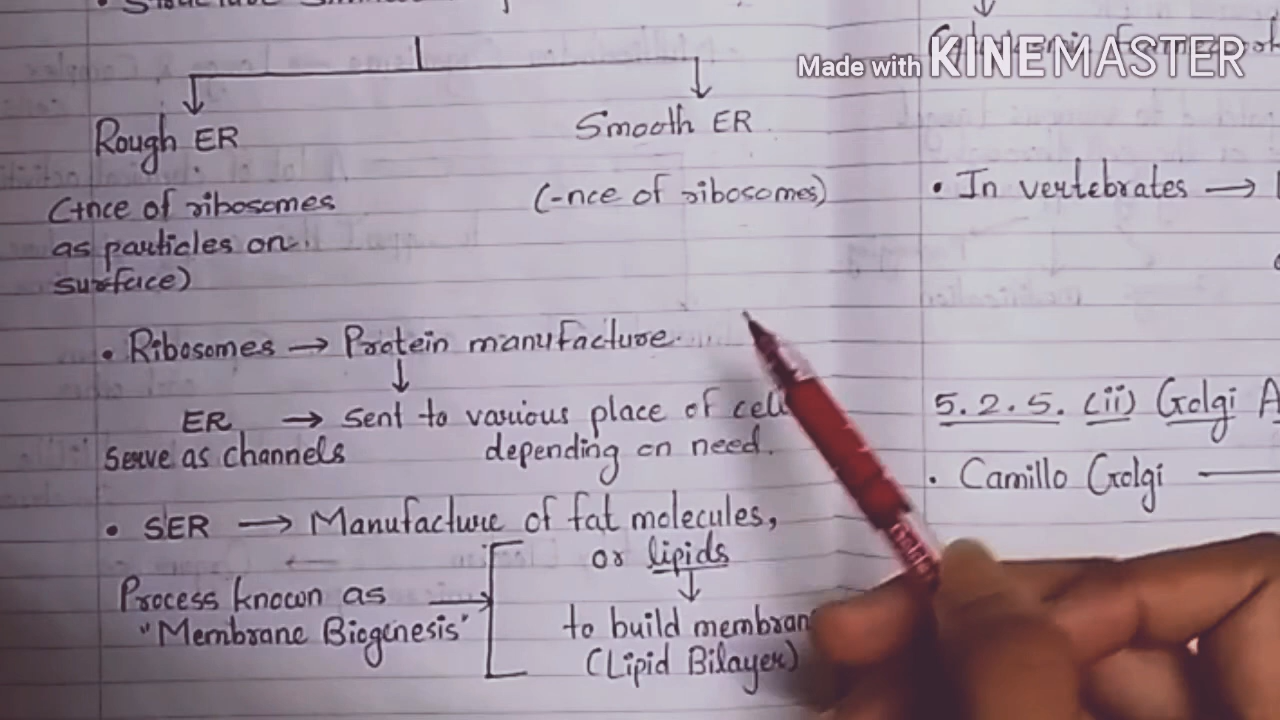 Made with KINEMASTER
Rough ER
Smooth ER
(+nce of ribosomes
as particles on
surface)
(-nce of ribosomes)
• Ribosomes → Protein manufacture.
↓
ER → sent to various place of cell
serve as channels depending on need.
• SER → Manufacture of fat molecules,
or lipids
↓
Process known as →
"Membrane Biogenesis"
to build membran
(Lipid Bilayer)
• In vertebrates →
5.2.5. (ii) Golgi A
• Camillo Golgi